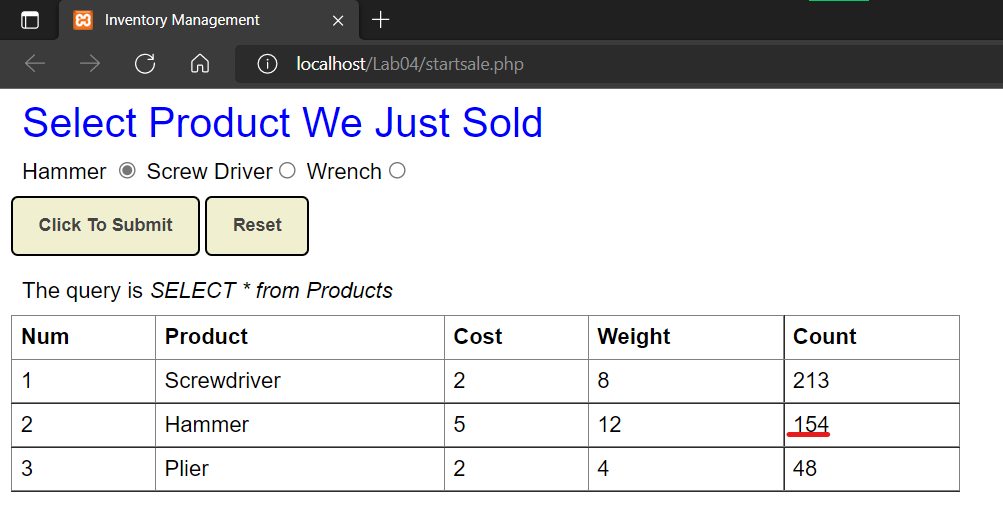 Inventory Management
localhost/Lab04/startsale.php
Select Product We Just Sold
Hammer Screw Driver Wrench
Click To Submit Reset
The query is SELECT * from Products
Num Product Cost Weight Count
1 Screwdriver 2 8 213
2 Hammer 5 12 154
3 Plier 2 4 48